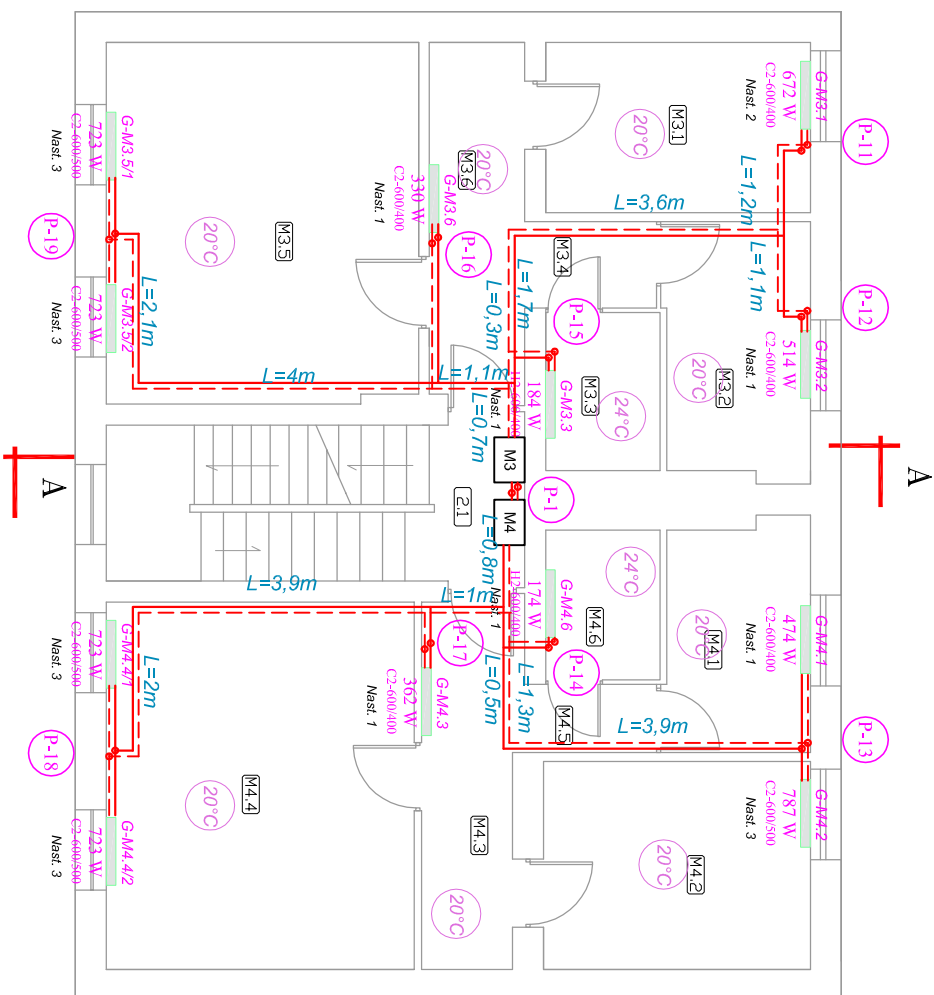 G-M3.1
672 W
C2-600/400
Nast. 2
P-11
M3.1
20°C
L=1,2m
L=3,6m
L=1,1m
P-12
G-M3.2
514 W
C2-600/400
Nast. 1
M3.2
20°C
M3.4
L=1,7m
P-15
L=0,3m
G-M3.3
184 W
H2-600/400
Nast. 1
M3.3
24°C
20°C
M3.6
G-M3.6
330 W
C2-600/400
Nast. 1
P-16
G-M3.5/1
723 W
C2-600/500
Nast. 3
P-19
M3.5
20°C
L=2,1m
G-M3.5/2
723 W
C2-600/500
Nast. 3
L=4m
L=1,1m
L=0,7m
M3
P-1
M4
A
A
2.1
L=0,8m
L=3,9m
L=1m
G-M4.6
174 W
H2-600/400
Nast. 1
M4.6
24°C
G-M4.1
474 W
C2-600/400
Nast. 1
M4.1
20°C
P-13
G-M4.2
787 W
C2-600/500
Nast. 3
M4.2
20°C
P-14
L=1,3m
L=0,5m
M4.5
L=3,9m
P-17
G-M4.3
362 W
C2-600/400
Nast. 1
M4.3
20°C
G-M4.4/1
723 W
C2-600/500
Nast. 3
L=2m
P-18
M4.4
20°C
G-M4.4/2
723 W
C2-600/500
Nast. 3